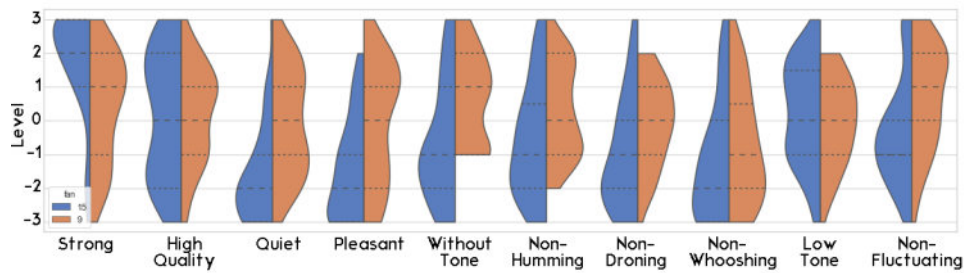 3
2
1
0
-1
-2
-3
Level
fan
15
9
Strong
High
Quality
Quiet
Pleasant
Without
Tone
Non-
Humming
Non-
Droning
Non-
Whooshing
Low
Tone
Non-
Fluctuating